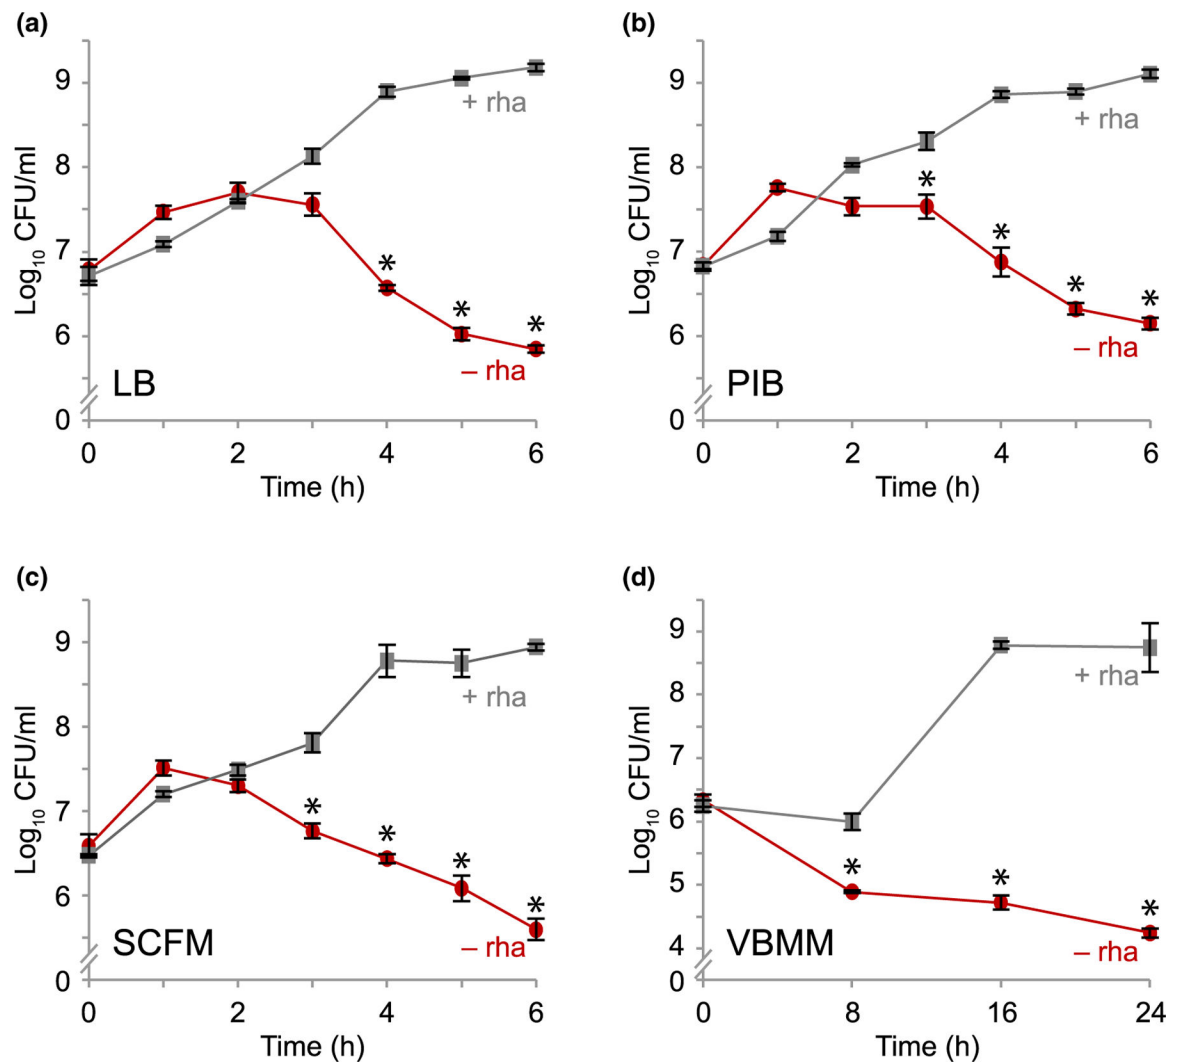 (a)
Log10 CFU/ml
9
8
7
6
0
+ rha
*
*
*
– rha
LB
0 2 4 6
Time (h)
(b)
Log10 CFU/ml
9
8
7
6
0
+ rha
*
*
*
*
– rha
PIB
0 2 4 6
Time (h)
(c)
Log10 CFU/ml
9
8
7
6
0
+ rha
*
*
*
*
– rha
SCFM
0 2 4 6
Time (h)
(d)
Log10 CFU/ml
9
8
7
6
5
4
0
+ rha
*
*
*
– rha
VBMM
0 8 16 24
Time (h)